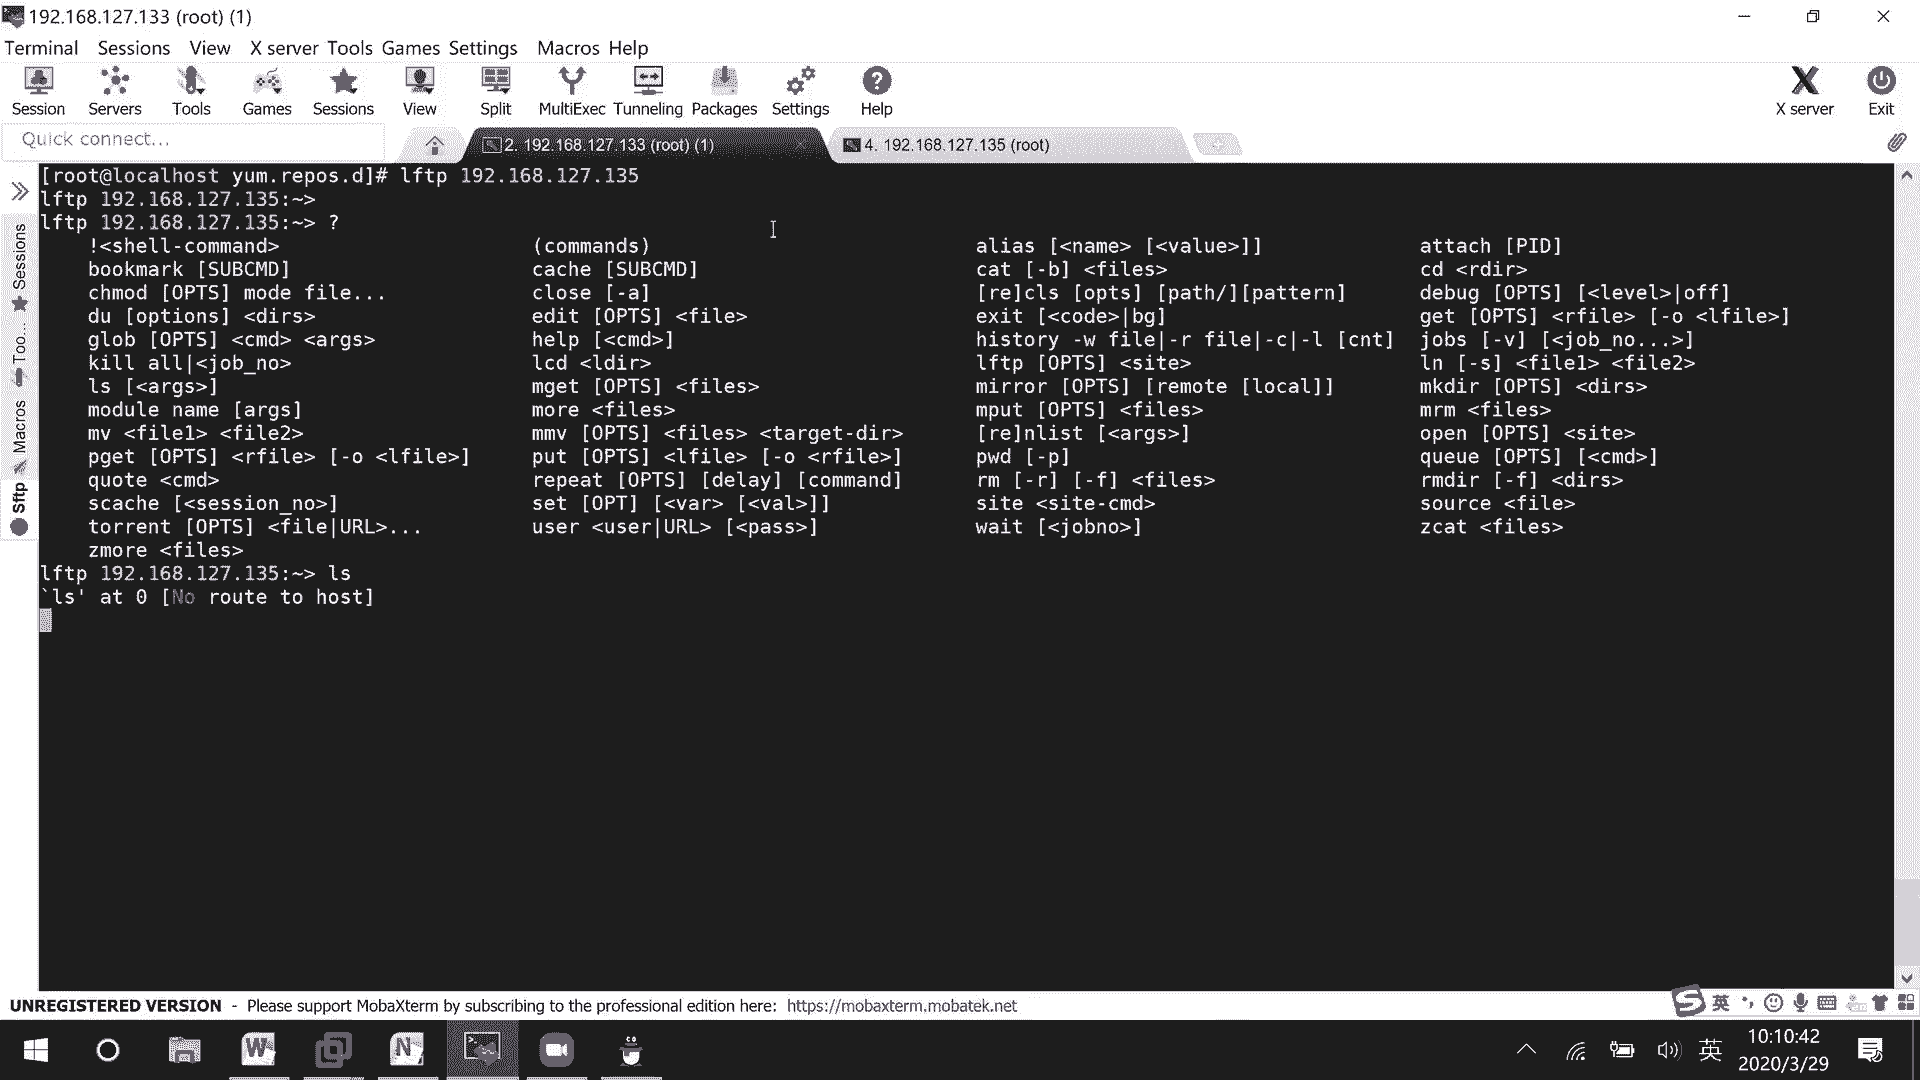 192.168.127.133 (root) (1)
Terminal Sessions View X server Tools Games Settings Macros Help
Session Servers Tools Games Sessions View Split MultiExec Tunneling Packages Settings Help X server Exit
Quick connect...
2. 192.168.127.133 (root) (1)
4. 192.168.127.135 (root)
Sessions
Too...
Macros
Sftp
[root@localhost yum.repos.d]# lftp 192.168.127.135
lftp 192.168.127.135:~>
lftp 192.168.127.135:~> ?
!<shell-command> (commands) alias [<name> [<value>]] attach [PID]
bookmark [SUBCMD] cache [SUBCMD] cat [-b] <files> cd <rdir>
chmod [OPTS] mode file... close [-a] [re]cls [opts] [path/][pattern] debug [OPTS] [<level>|off]
du [options] <dirs> edit [OPTS] <file> exit [<code>|bg] get [OPTS] <rfile> [-o <lfile>]
glob [OPTS] <cmd> <args> help [<cmd>] history -w file|-r file|-c|-l [cnt] jobs [-v] [<job_no...>]
kill all|<job_no> lcd <ldir> lftp [OPTS] <site> ln [-s] <file1> <file2>
ls [<args>] mget [OPTS] <files> mirror [OPTS] [remote [local]] mkdir [OPTS] <dirs>
module name [args] more <files> mput [OPTS] <files> mrm <files>
mv <file1> <file2> mmv [OPTS] <files> <target-dir> [re]nlist [<args>] open [OPTS] <site>
pget [OPTS] <rfile> [-o <lfile>] put [OPTS] <lfile> [-o <rfile>] pwd [-p] queue [OPTS] [<cmd>]
quote <cmd> repeat [OPTS] [delay] [command] rm [-r] [-f] <files> rmdir [-f] <dirs>
scache [<session_no>] set [OPT] [<var> [<val>]] site <site-cmd> source <file>
torrent [OPTS] <file|URL>... user <user|URL> [<pass>] wait [<jobno>] zcat <files>
zmore <files>
lftp 192.168.127.135:~> ls
`ls' at 0 [No route to host]
UNREGISTERED VERSION - Please support MobaXterm by subscribing to the professional edition here: https://mobaxterm.mobatek.net
英
英
10:10:42
2020/3/29